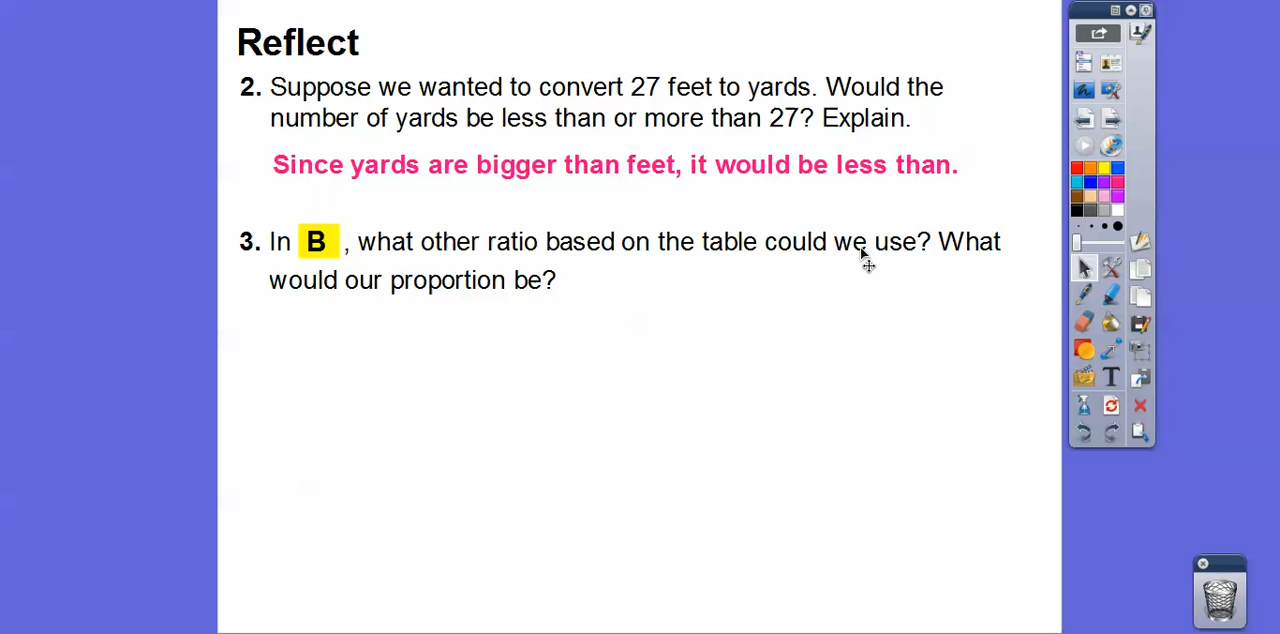 Reflect
2. Suppose we wanted to convert 27 feet to yards. Would the
number of yards be less than or more than 27? Explain.
Since yards are bigger than feet, it would be less than.
3. In B , what other ratio based on the table could we use? What
would our proportion be?